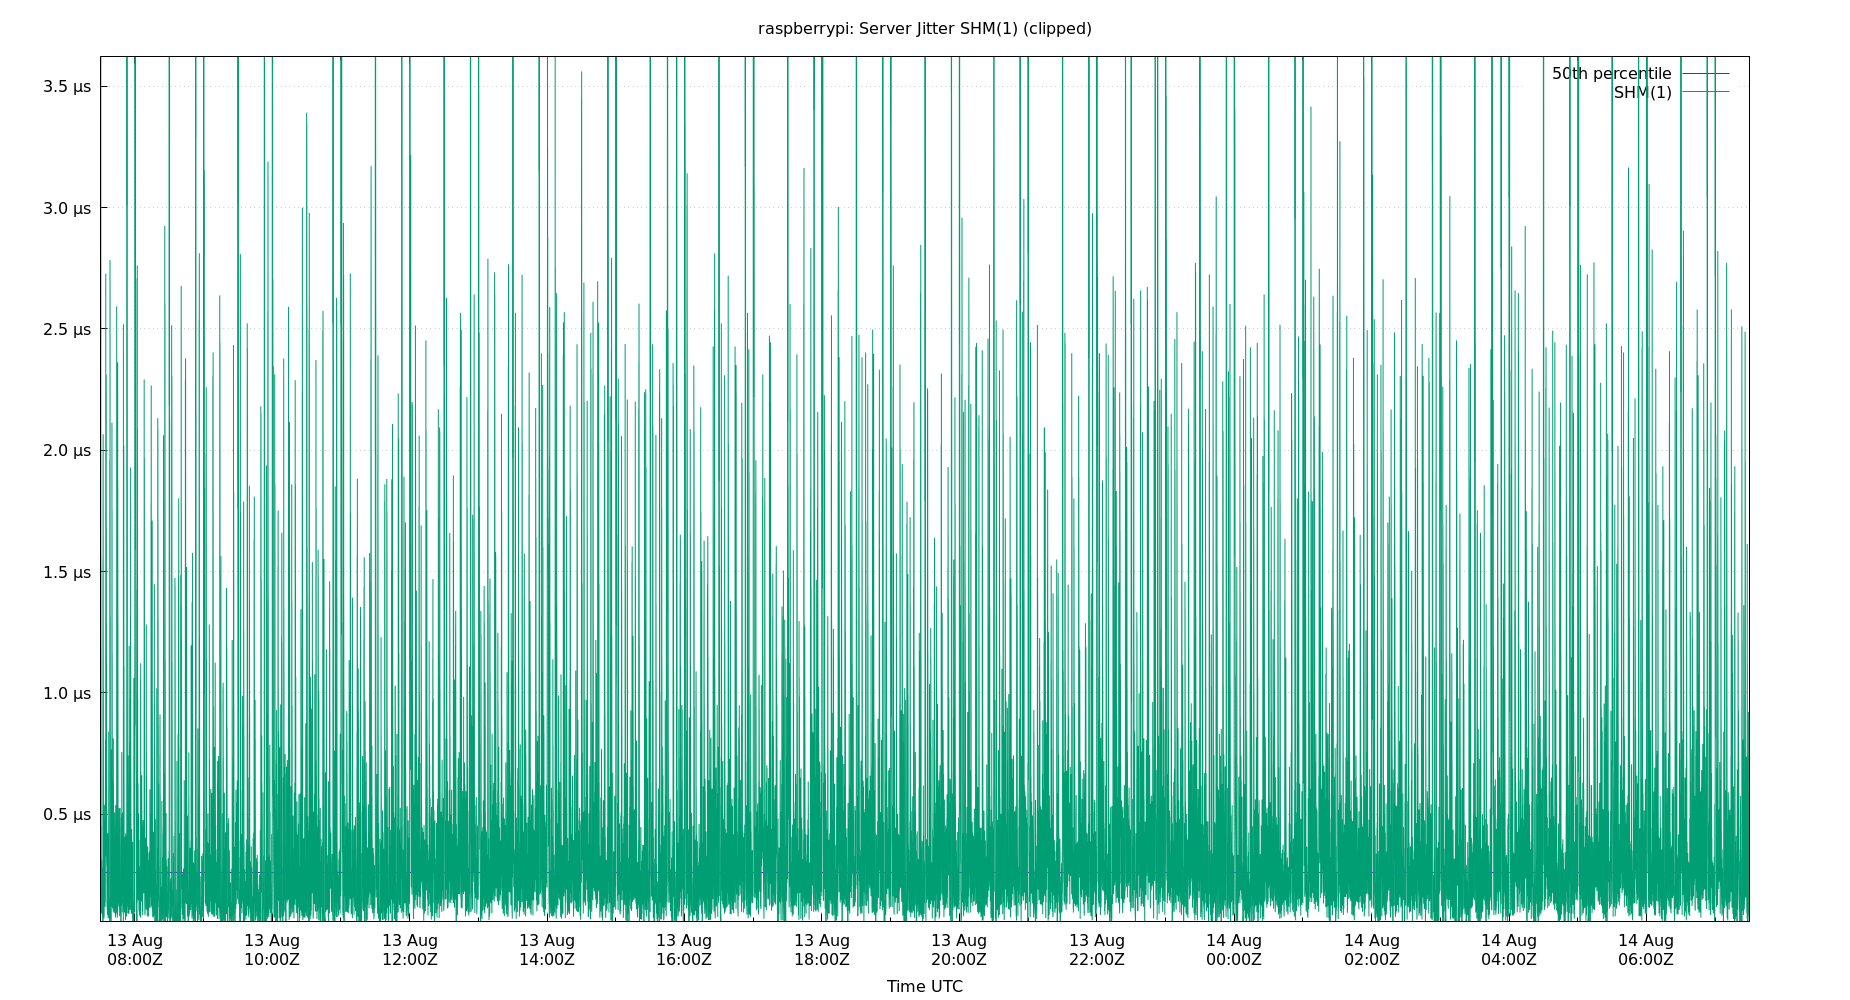 raspberrypi: Server Jitter SHM(1) (clipped)
50th percentile
SHM(1)
3.5 µs
3.0 µs
2.5 µs
2.0 µs
1.5 µs
1.0 µs
0.5 µs
13 Aug 13 Aug 13 Aug 13 Aug 13 Aug 13 Aug 13 Aug 13 Aug 14 Aug 14 Aug 14 Aug 14 Aug
08:00Z 10:00Z 12:00Z 14:00Z 16:00Z 18:00Z 20:00Z 22:00Z 00:00Z 02:00Z 04:00Z 06:00Z
Time UTC